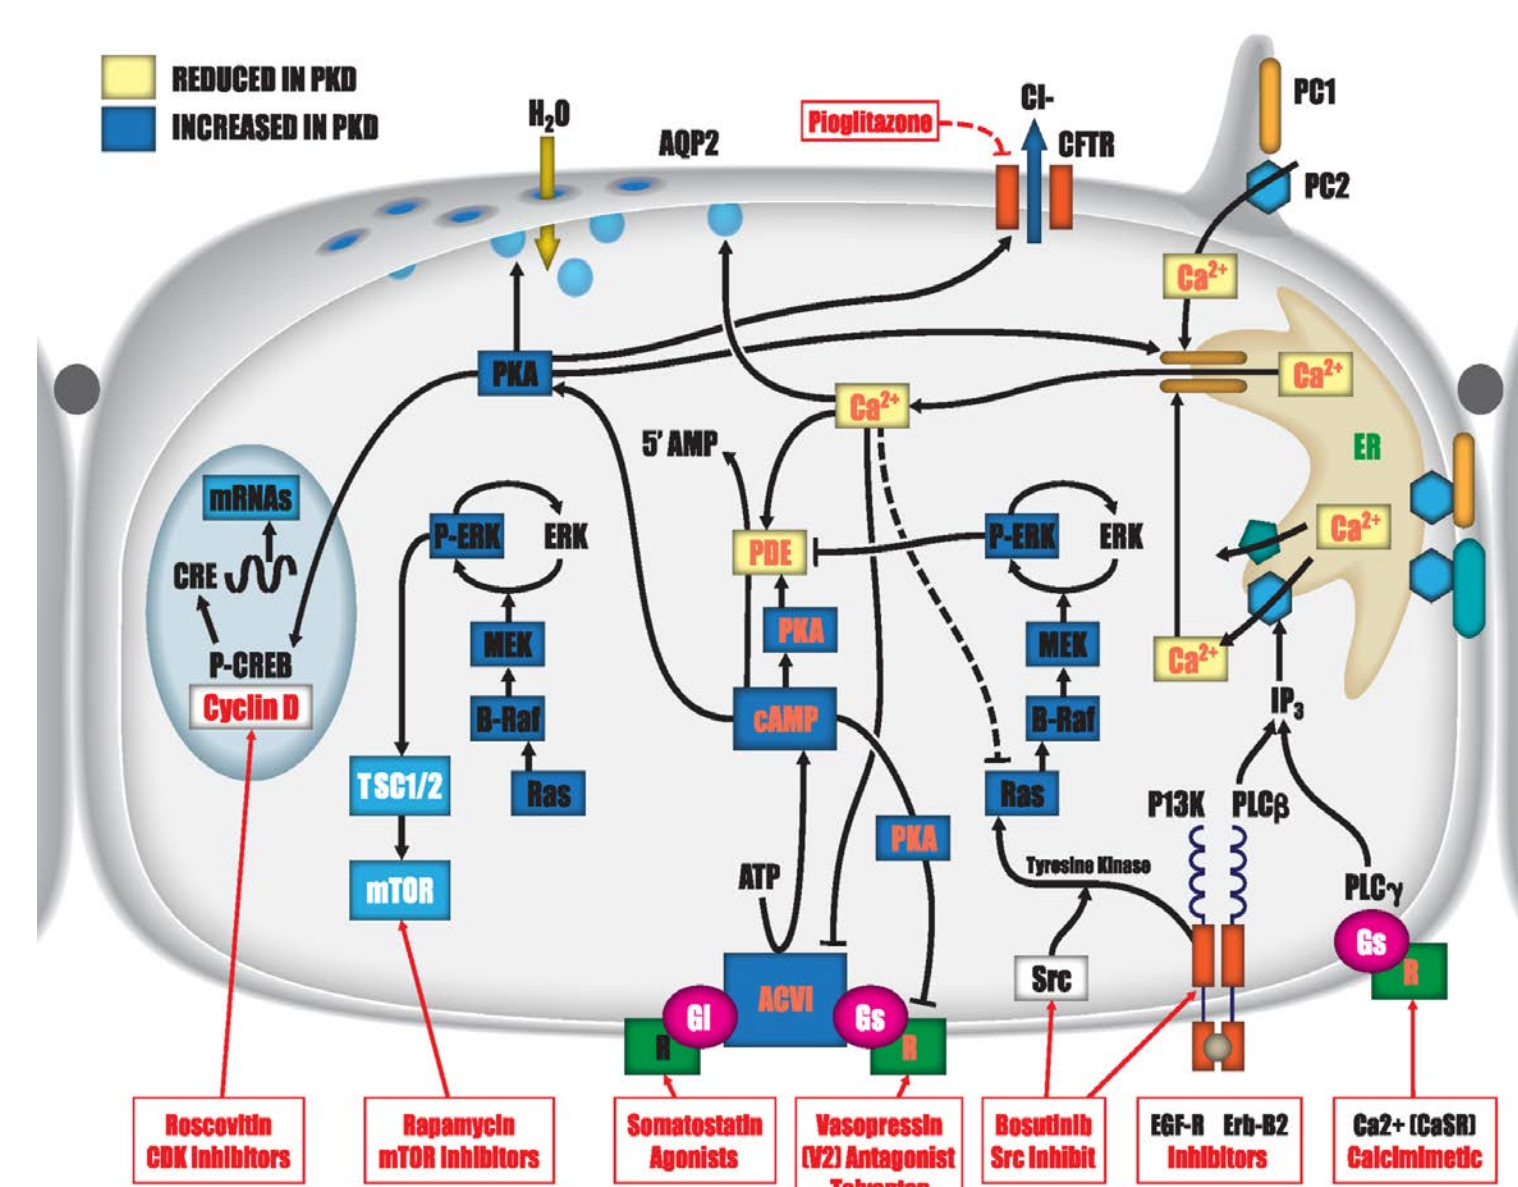 REDUCED IN PKD
INCREASED IN PKD
H2O
AQP2
Pioglitazone
Cl-
CFTR
PC1
PC2
Ca2+
PKA
Ca2+
Ca2+
5' AMP
ER
mRNAs
P-ERK
ERK
PDE
P-ERK
ERK
Ca2+
CRE
PKA
MEK
MEK
Ca2+
P-CREB
Cyclin D
B-Raf
cAMP
B-Raf
IP3
TSC1/2
Ras
Ras
P13K
PLCβ
PKA
mTOR
ATP
Tyresine Kinase
PLCγ
Src
Gs
R
GI
ACVI
Gs
R
R
Roscovitin
CDK Inhibitors
Rapamycin
mTOR Inhibitors
Somatostatin
Agonists
Vasopressin
(V2) Antagonist
Bosutinib
Src Inhibit
EGF-R Erb-B2
Inhibitors
Ca2+ (CaSR)
Calcimimetic